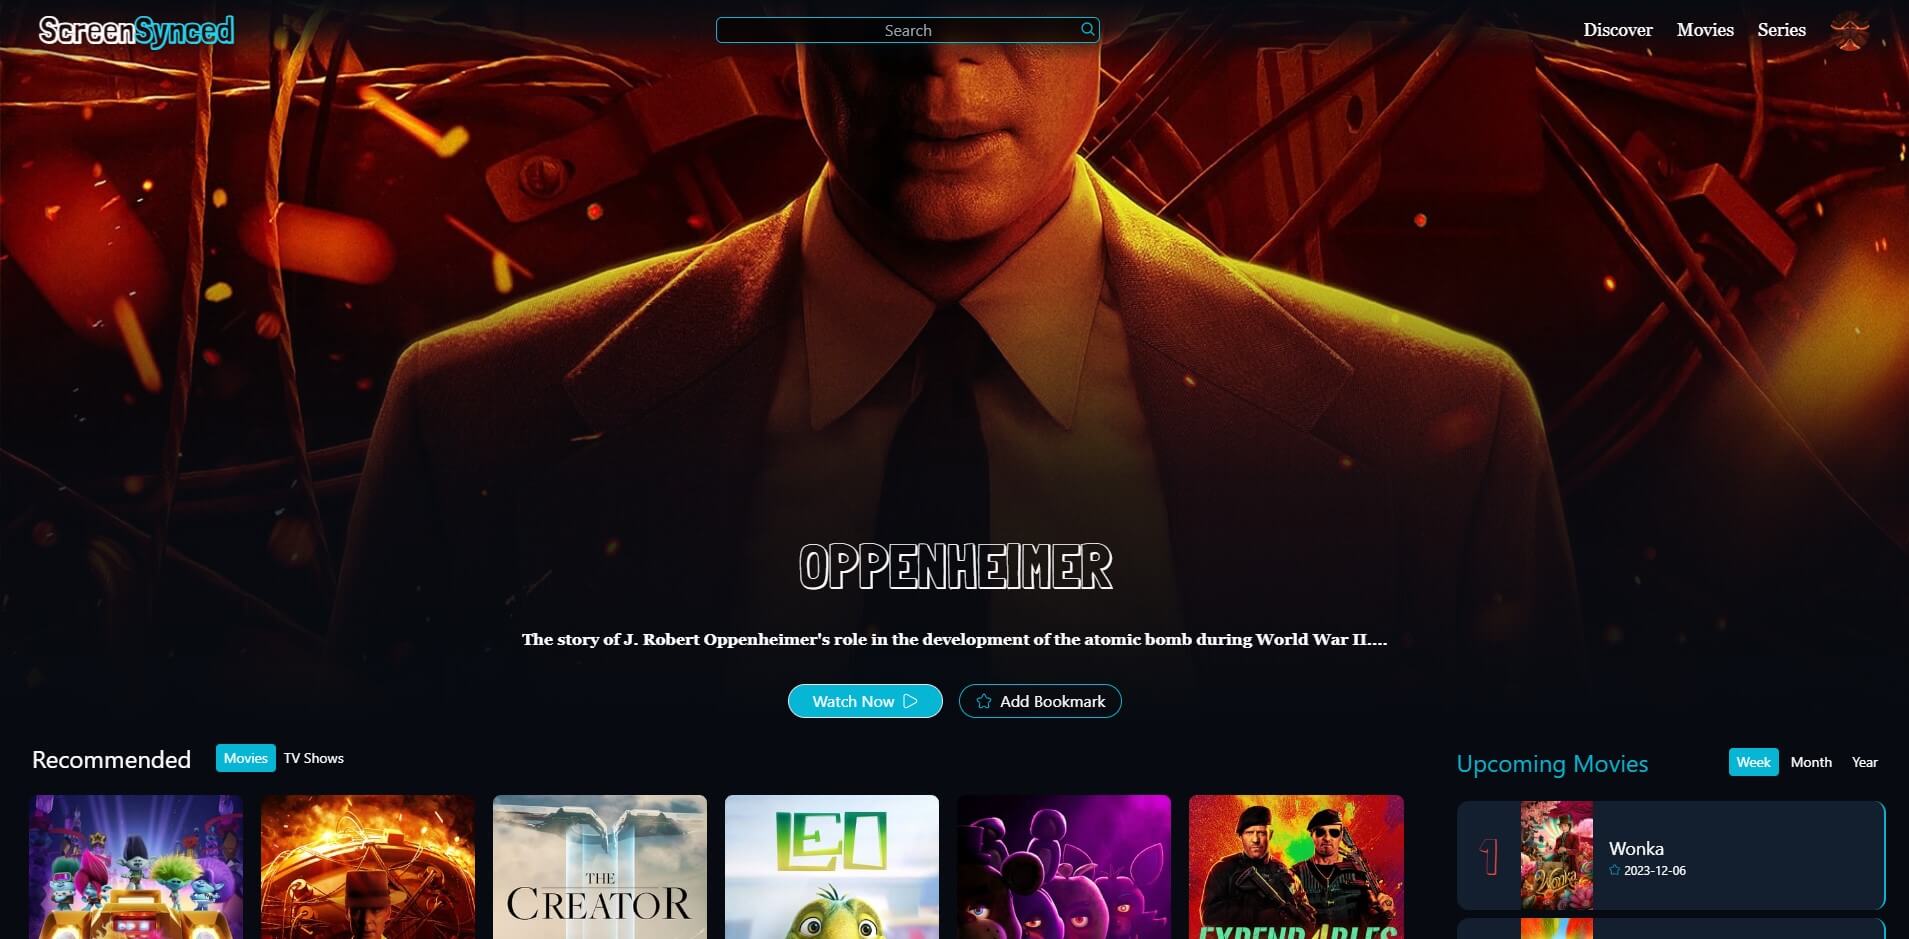 ScreenSynced
Search
Discover Movies Series
OPPENHEIMER
The story of J. Robert Oppenheimer's role in the development of the atomic bomb during World War II....
Watch Now
Add Bookmark
Recommended Movies TV Shows
Upcoming Movies Week Month Year
LEO
THE
CREATOR
EXPEND4BLES
1
Wonka
Wonka
2023-12-06